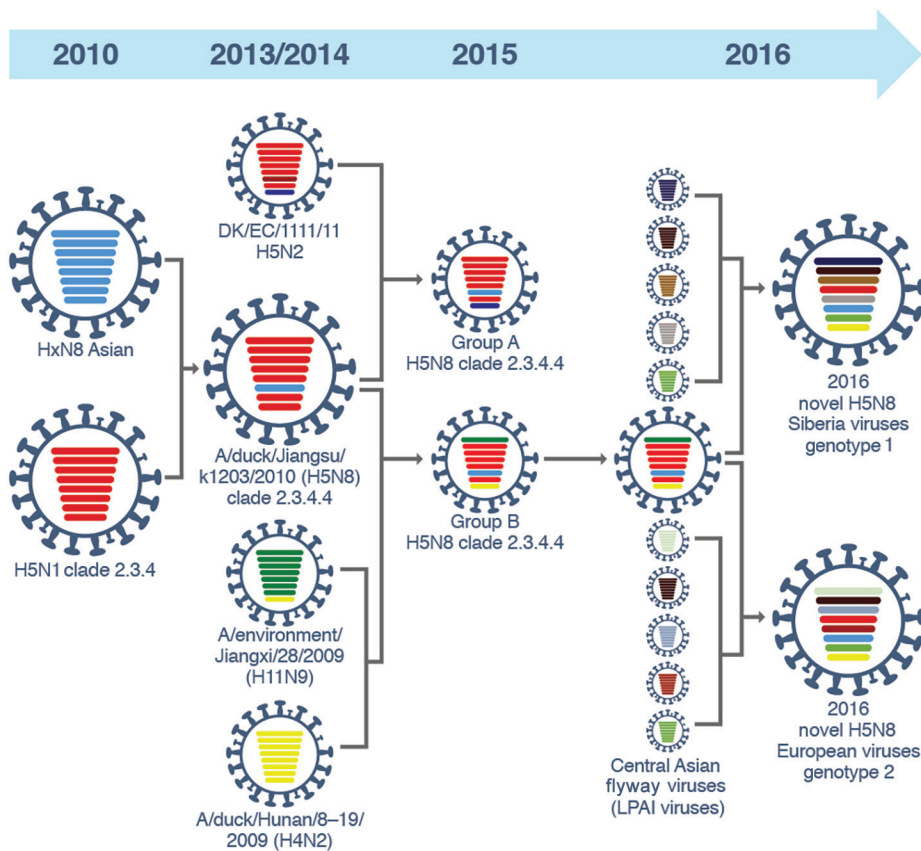 2010
2013/2014
2015
2016
DK/EC/1111/11
H5N2
HxN8 Asian
Group A
H5N8 clade 2.3.4.4
2016
novel H5N8
Siberia viruses
genotype 1
A/duck/Jiangsu/
k1203/2010 (H5N8)
clade 2.3.4.4
H5N1 clade 2.3.4
Group B
H5N8 clade 2.3.4.4
A/environment/
Jiangxi/28/2009
(H11N9)
2016
novel H5N8
European viruses
genotype 2
Central Asian
flyway viruses
(LPAI viruses)
A/duck/Hunan/8–19/
2009 (H4N2)